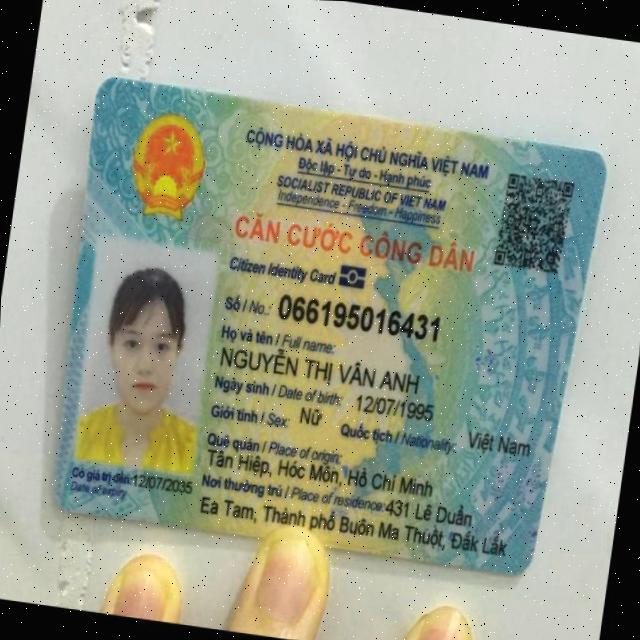 CỘNG HÒA XÃ HỘI CHỦ NGHĨA VIỆT NAM
Độc lập - Tự do - Hạnh phúc
SOCIALIST REPUBLIC OF VIET NAM
Independence - Freedom - Happiness
CĂN CƯỚC CÔNG DÂN
Citizen Identity Card
Số / No.: 066195016431
Họ và tên / Full name:
NGUYỄN THỊ VÂN ANH
Ngày sinh / Date of birth: 12/07/1995
Giới tính / Sex: Nữ Quốc tịch / Nationality: Việt Nam
Quê quán / Place of origin:
Tân Hiệp, Hóc Môn, Hồ Chí Minh
Nơi thường trú / Place of residence: 431 Lê Duẩn
Ea Tam, Thành phố Buôn Ma Thuột, Đắk Lắk
Có giá trị đến: 12/07/2035
Date of expiry